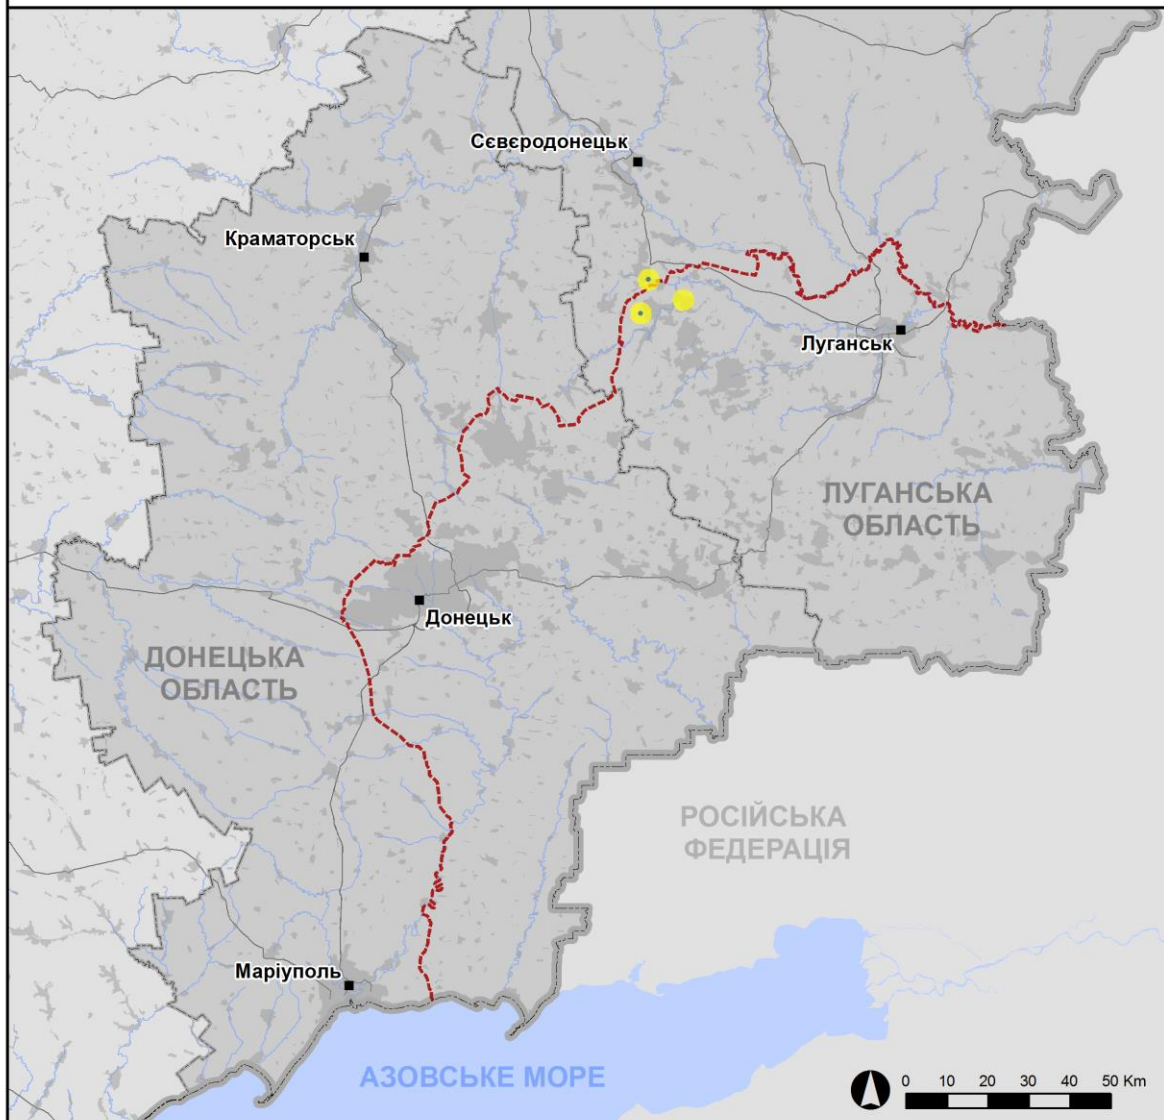 Сєвєродонецьк
Краматорськ
Луганськ
ЛУГАНСЬКА
ОБЛАСТЬ
Донецьк
ДОНЕЦЬКА
ОБЛАСТЬ
РОСІЙСЬКА
ФЕДЕРАЦІЯ
Маріуполь
АЗОВСЬКЕ МОРЕ
0 10 20 30 40 50 Km